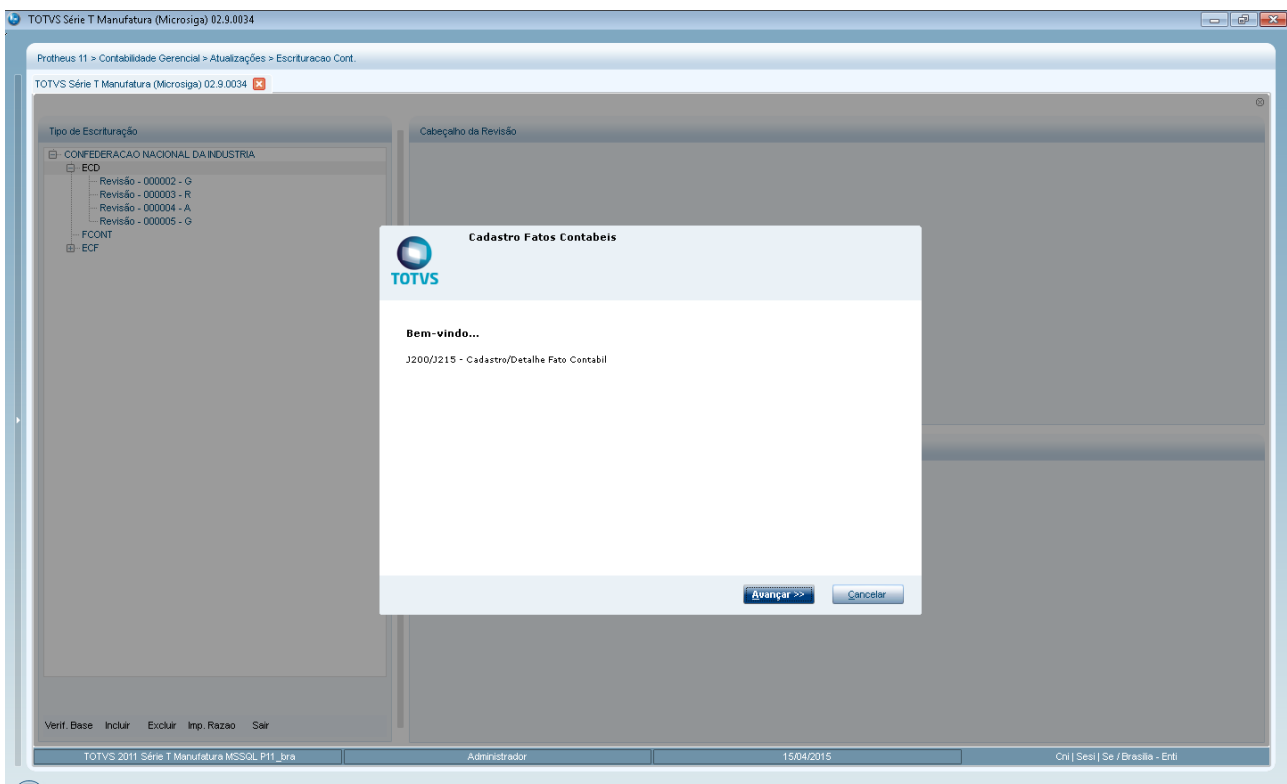 TOTVS Série T Manufatura (Microsiga) 02.9.0034
Protheus 11 > Contabilidade Gerencial > Atualizações > Escrituracao Cont.
TOTVS Série T Manufatura (Microsiga) 02.9.0034
Tipo de Escrituração
Cabeçalho da Revisão
CONFEDERACAO NACIONAL DA INDUSTRIA
ECD
Revisão - 000002 - G
Revisão - 000003 - R
Revisão - 000004 - A
Revisão - 000005 - G
FCONT
ECF
Cadastro Fatos Contabeis
TOTVS
Bem-vindo...
J200/J215 - Cadastro/Detalhe Fato Contabil
Avançar >>
Cancelar
Verif. Base Incluir Excluir Imp. Razao Sair
TOTVS 2011 Série T Manufatura MSSQL P11_bra
Administrador
15/04/2015
Cni | Sesi | Se / Brasilia - Enti